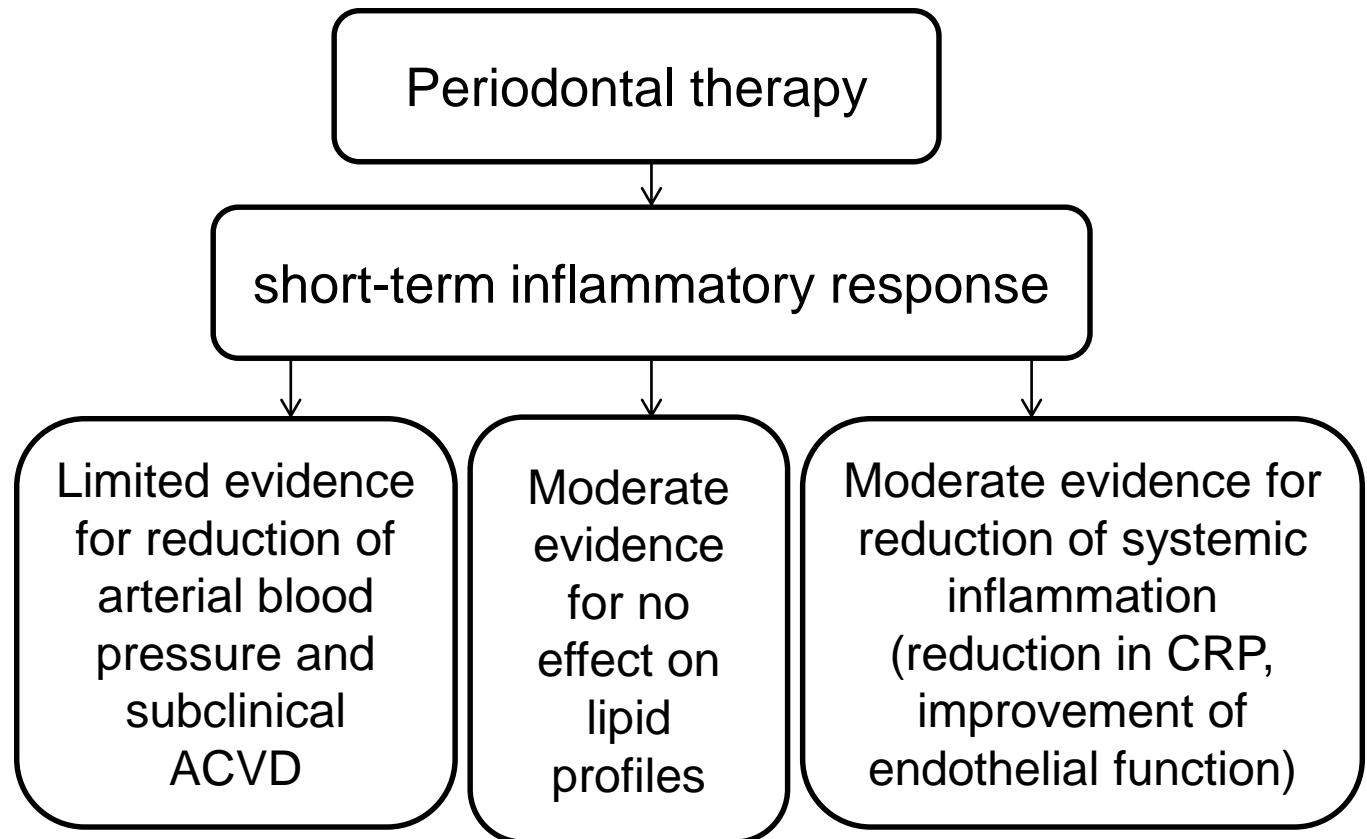 Periodontal therapy
short-term inflammatory response
Limited evidence
for reduction of
arterial blood
pressure and
subclinical
ACVD
Moderate
evidence
for no
effect on
lipid
profiles
Moderate evidence for
reduction of systemic
inflammation
(reduction in CRP,
improvement of
endothelial function)